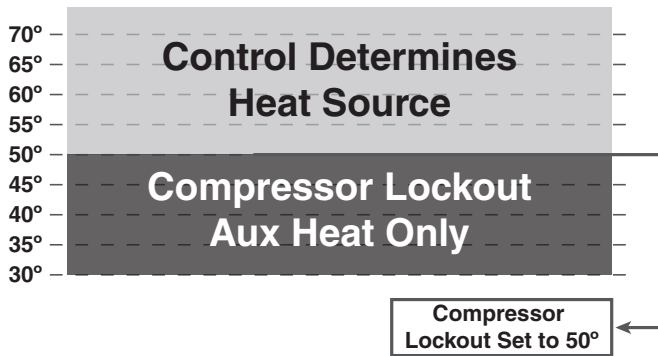 70º
65º
60º
55º
50º
45º
40º
35º
30º
Control Determines
Heat Source
Compressor Lockout
Aux Heat Only
Compressor
Lockout Set to 50º